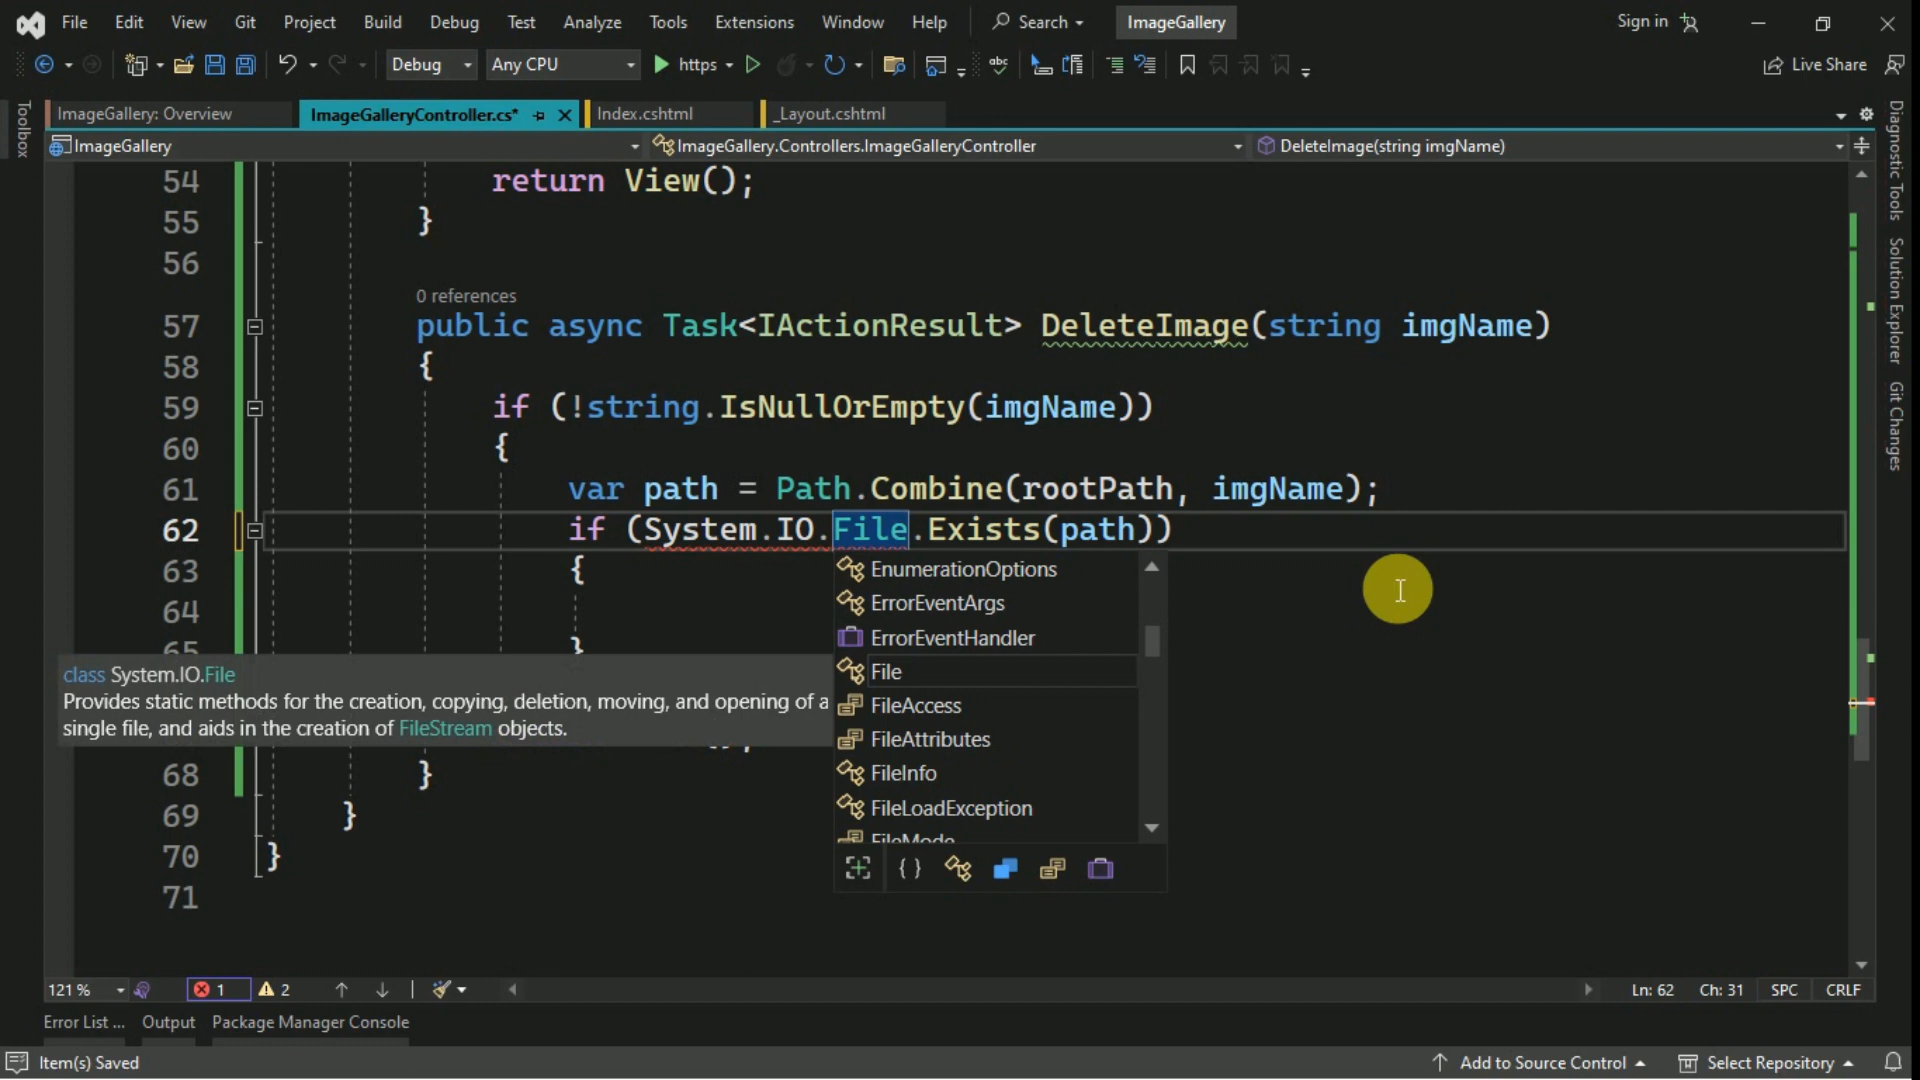 File Edit View Git Project Build Debug Test Analyze Tools Extensions Window Help Search ImageGallery Sign in
Debug Any CPU https Live Share
Toolbox
ImageGallery: Overview ImageGalleryController.cs* Index.cshtml _Layout.cshtml
ImageGallery ImageGallery.Controllers.ImageGalleryController DeleteImage(string imgName)
54 return View();
55 }
56
0 references
57 public async Task<IActionResult> DeleteImage(string imgName)
58 {
59 if (!string.IsNullOrEmpty(imgName))
60 {
61 var path = Path.Combine(rootPath, imgName);
62 if (System.IO.File.Exists(path))
63 {
64
65 }
68 }
69 }
70 }
71
EnumerationOptions
ErrorEventArgs
ErrorEventHandler
File
FileAccess
FileAttributes
FileInfo
FileLoadException
FileMode
class System.IO.File
Provides static methods for the creation, copying, deletion, moving, and opening of a
single file, and aids in the creation of FileStream objects.
Diagnostic Tools
Solution Explorer
Git Changes
121 % 1 2 Ln: 62 Ch: 31 SPC CRLF
Error List ... Output Package Manager Console
Item(s) Saved Add to Source Control Select Repository